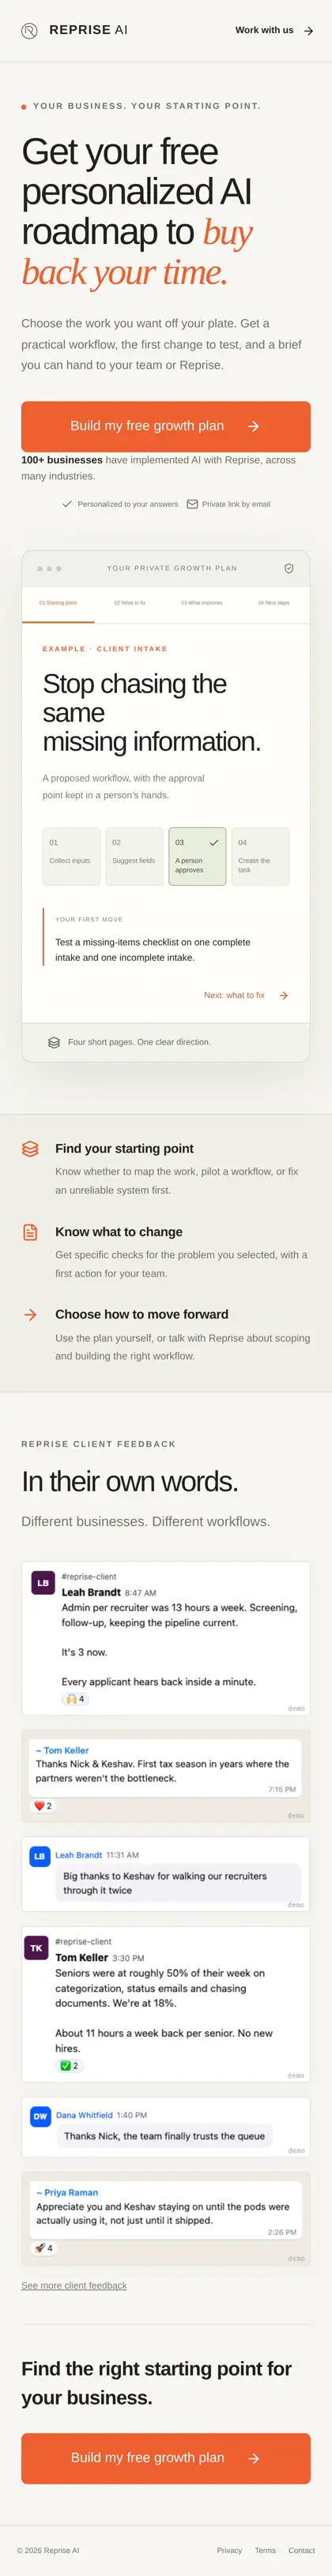 REPRISE AI
Work with us
YOUR BUSINESS. YOUR STARTING POINT.
Get your free
personalized AI
roadmap to buy
back your time.
Choose the work you want off your plate. Get a
practical workflow, the first change to test, and a brief
you can hand to your team or Reprise.
Build my free growth plan
100+ businesses have implemented AI with Reprise, across
many industries.
Personalized to your answers
Private link by email
YOUR PRIVATE GROWTH PLAN
01 Starting point
02 What to fix
03 What improves
04 Next steps
EXAMPLE · CLIENT INTAKE
Stop chasing the
same
missing information.
A proposed workflow, with the approval
point kept in a person's hands.
01
Collect inputs
02
Suggest fields
03
A person
approves
04
Create the
task
YOUR FIRST MOVE
Test a missing-items checklist on one complete
intake and one incomplete intake.
Next: what to fix
Four short pages. One clear direction.
Find your starting point
Know whether to map the work, pilot a workflow, or fix
an unreliable system first.
Know what to change
Get specific checks for the problem you selected, with a
first action for your team.
Choose how to move forward
Use the plan yourself, or talk with Reprise about scoping
and building the right workflow.
REPRISE CLIENT FEEDBACK
In their own words.
Different businesses. Different workflows.
LB
#reprise-client
Leah Brandt 8:47 AM
Admin per recruiter was 13 hours a week. Screening,
follow-up, keeping the pipeline current.
It's 3 now.
Every applicant hears back inside a minute.
🙌 4
demo
~ Tom Keller
Thanks Nick & Keshav. First tax season in years where the
partners weren't the bottleneck.
7:15 PM
❤️ 2
demo
LB
Leah Brandt 11:31 AM
Big thanks to Keshav for walking our recruiters
through it twice
demo
TK
#reprise-client
Tom Keller 3:30 PM
Seniors were at roughly 50% of their week on
categorization, status emails and chasing
documents. We're at 18%.
About 11 hours a week back per senior. No new
hires.
✅ 2
demo
DW
Dana Whitfield 1:40 PM
Thanks Nick, the team finally trusts the queue
demo
~ Priya Raman
Appreciate you and Keshav staying on until the pods were
actually using it, not just until it shipped.
2:26 PM
🚀 4
demo
See more client feedback
Find the right starting point for
your business.
Build my free growth plan
© 2026 Reprise AI
Privacy
Terms
Contact